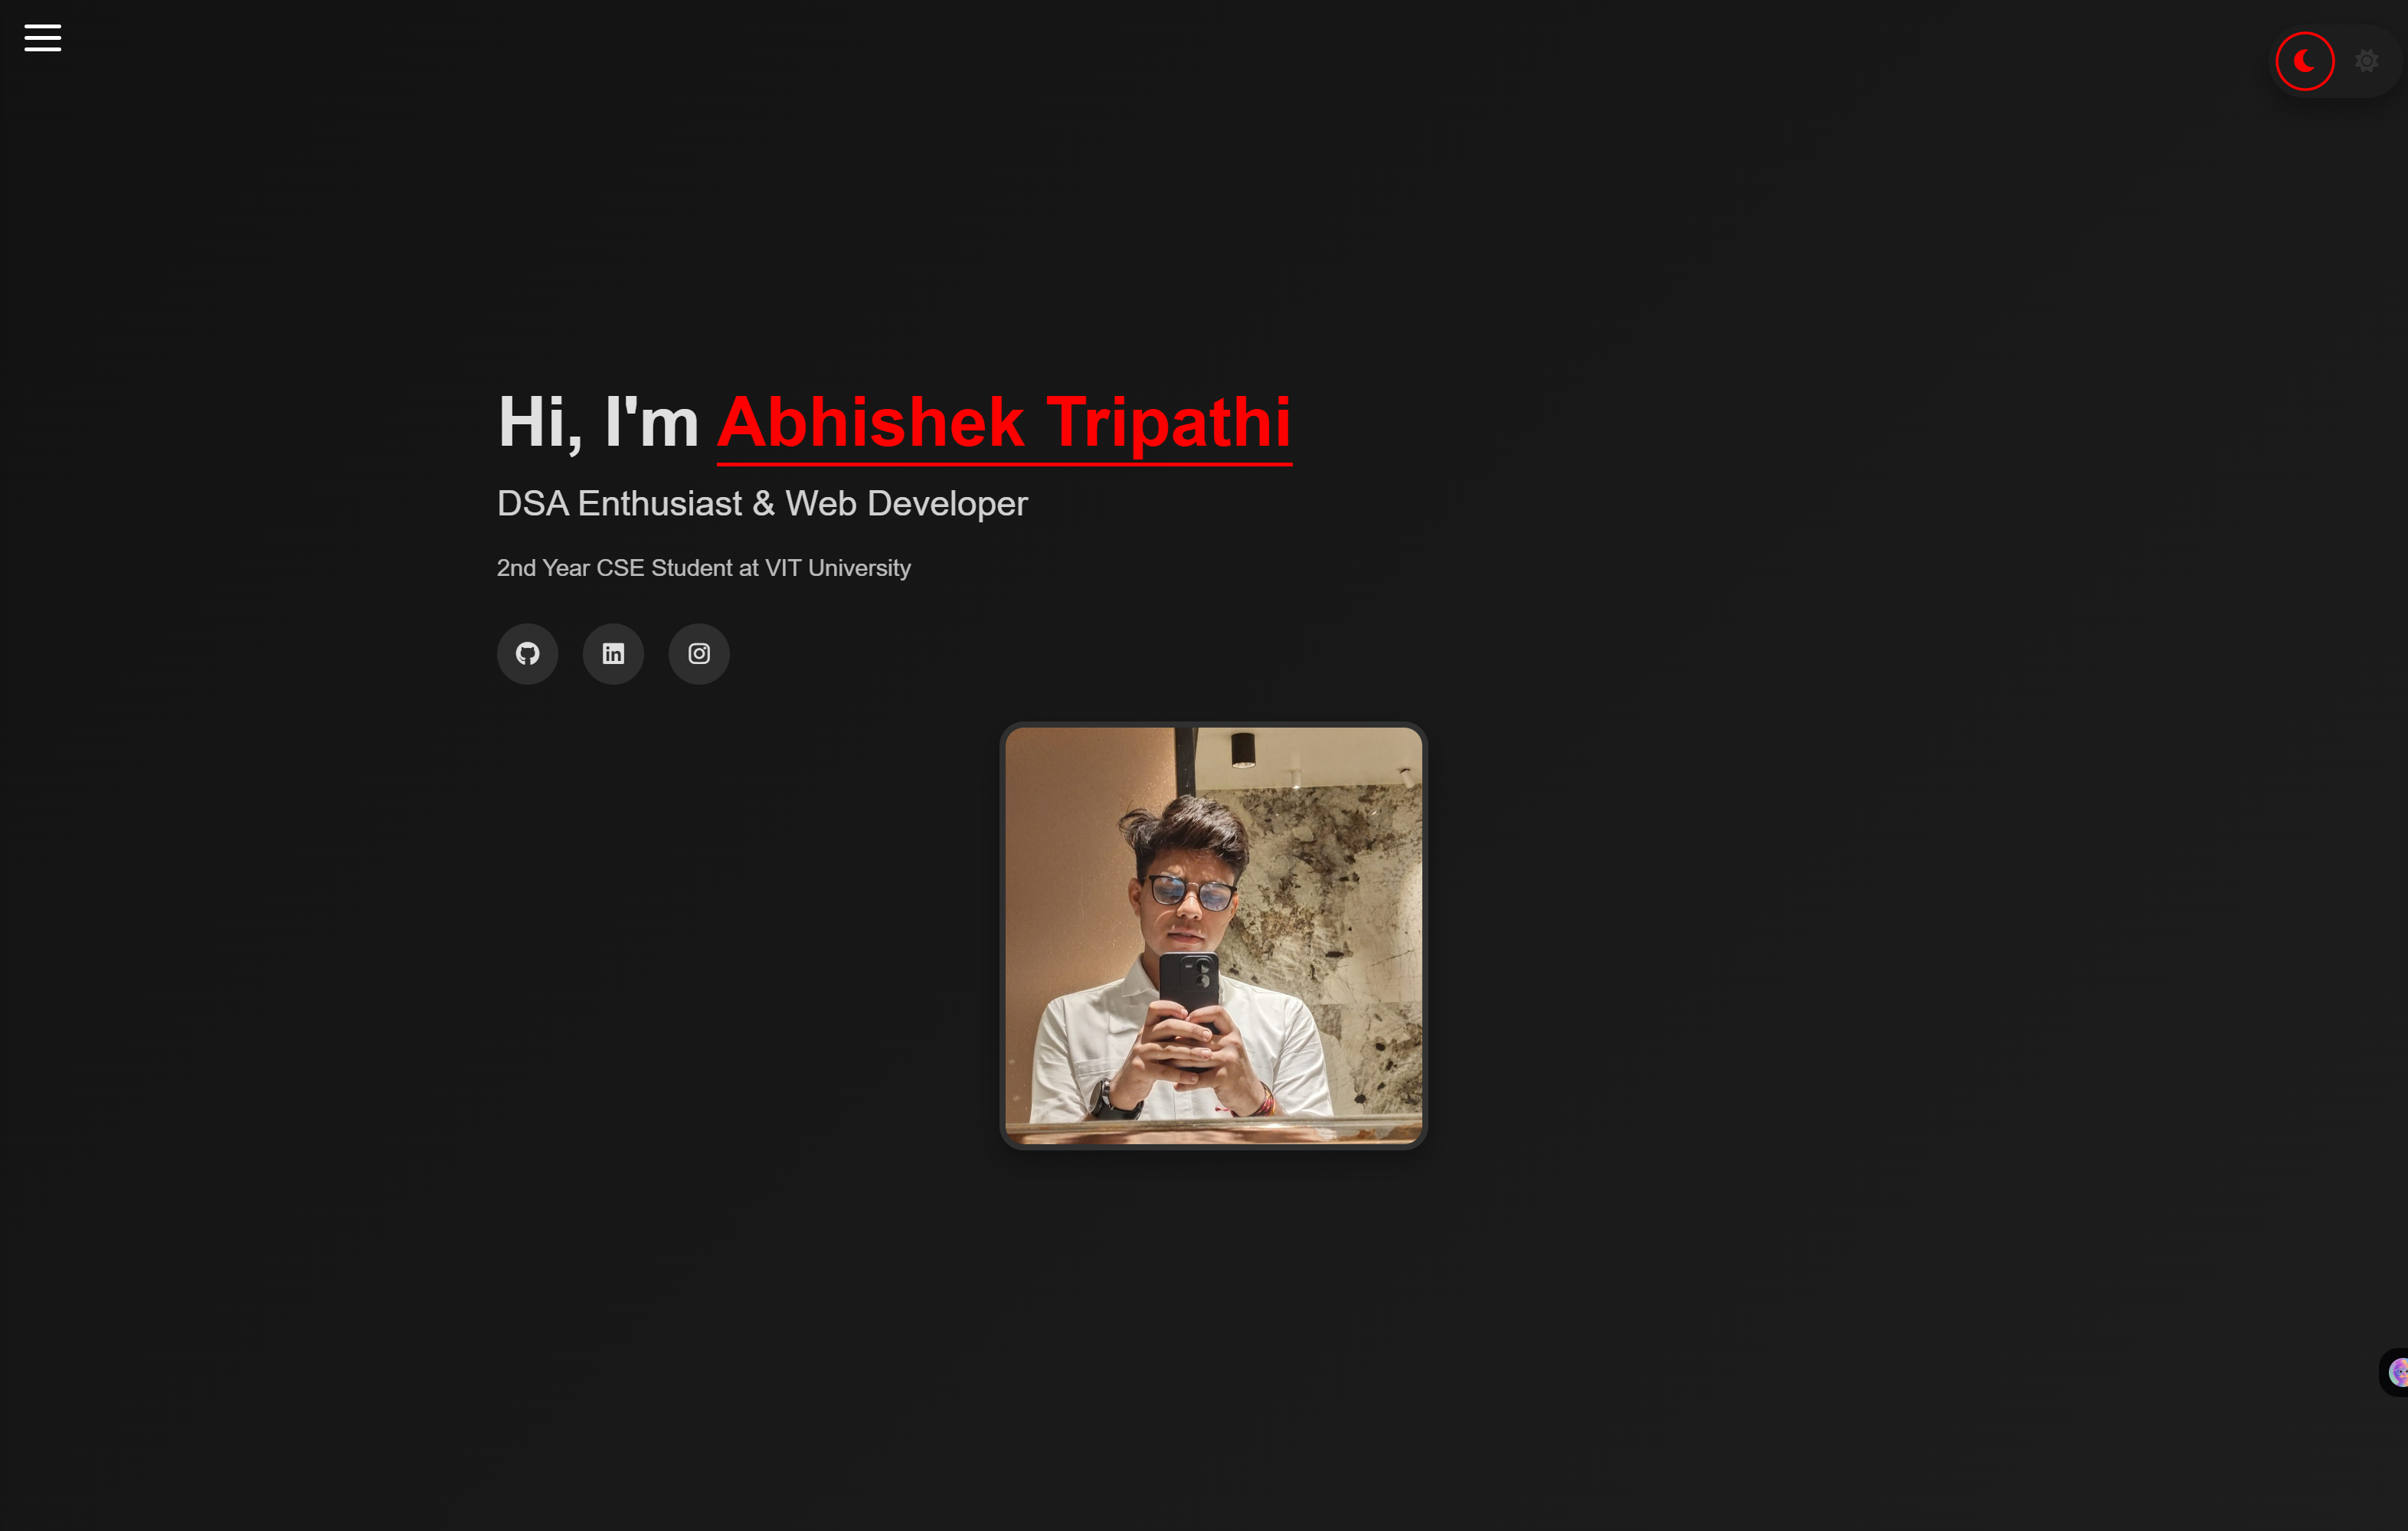 Hi, I'm Abhishek Tripathi
DSA Enthusiast & Web Developer
2nd Year CSE Student at VIT University